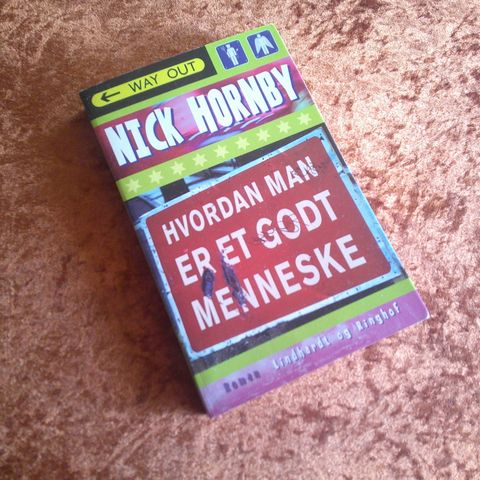 ← WAY OUT
NICK HORNBY
HVORDAN MAN
ER ET GODT
MENNESKE
Roman Lindhardt og Ringhof